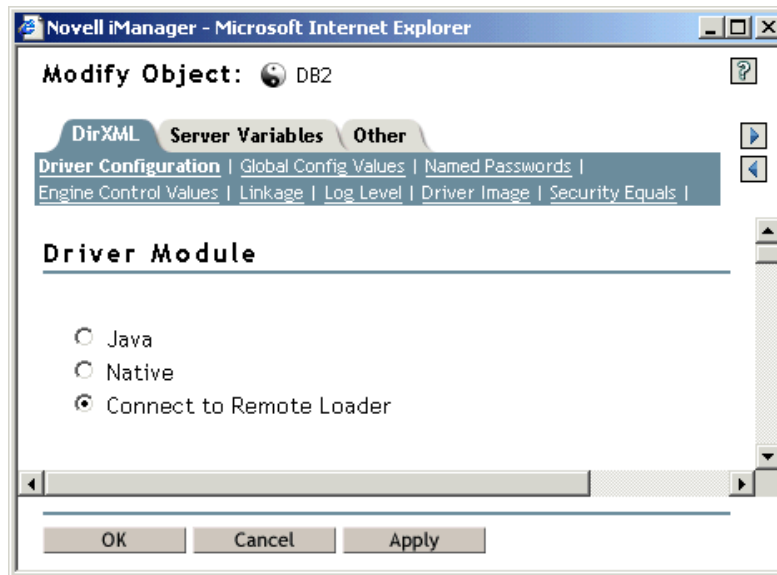 Novell iManager - Microsoft Internet Explorer
Modify Object: DB2
?
DirXML Server Variables Other
Driver Configuration | Global Config Values | Named Passwords |
Engine Control Values | Linkage | Log Level | Driver Image | Security Equals |
Driver Module
Java
Native
Connect to Remote Loader
OK Cancel Apply